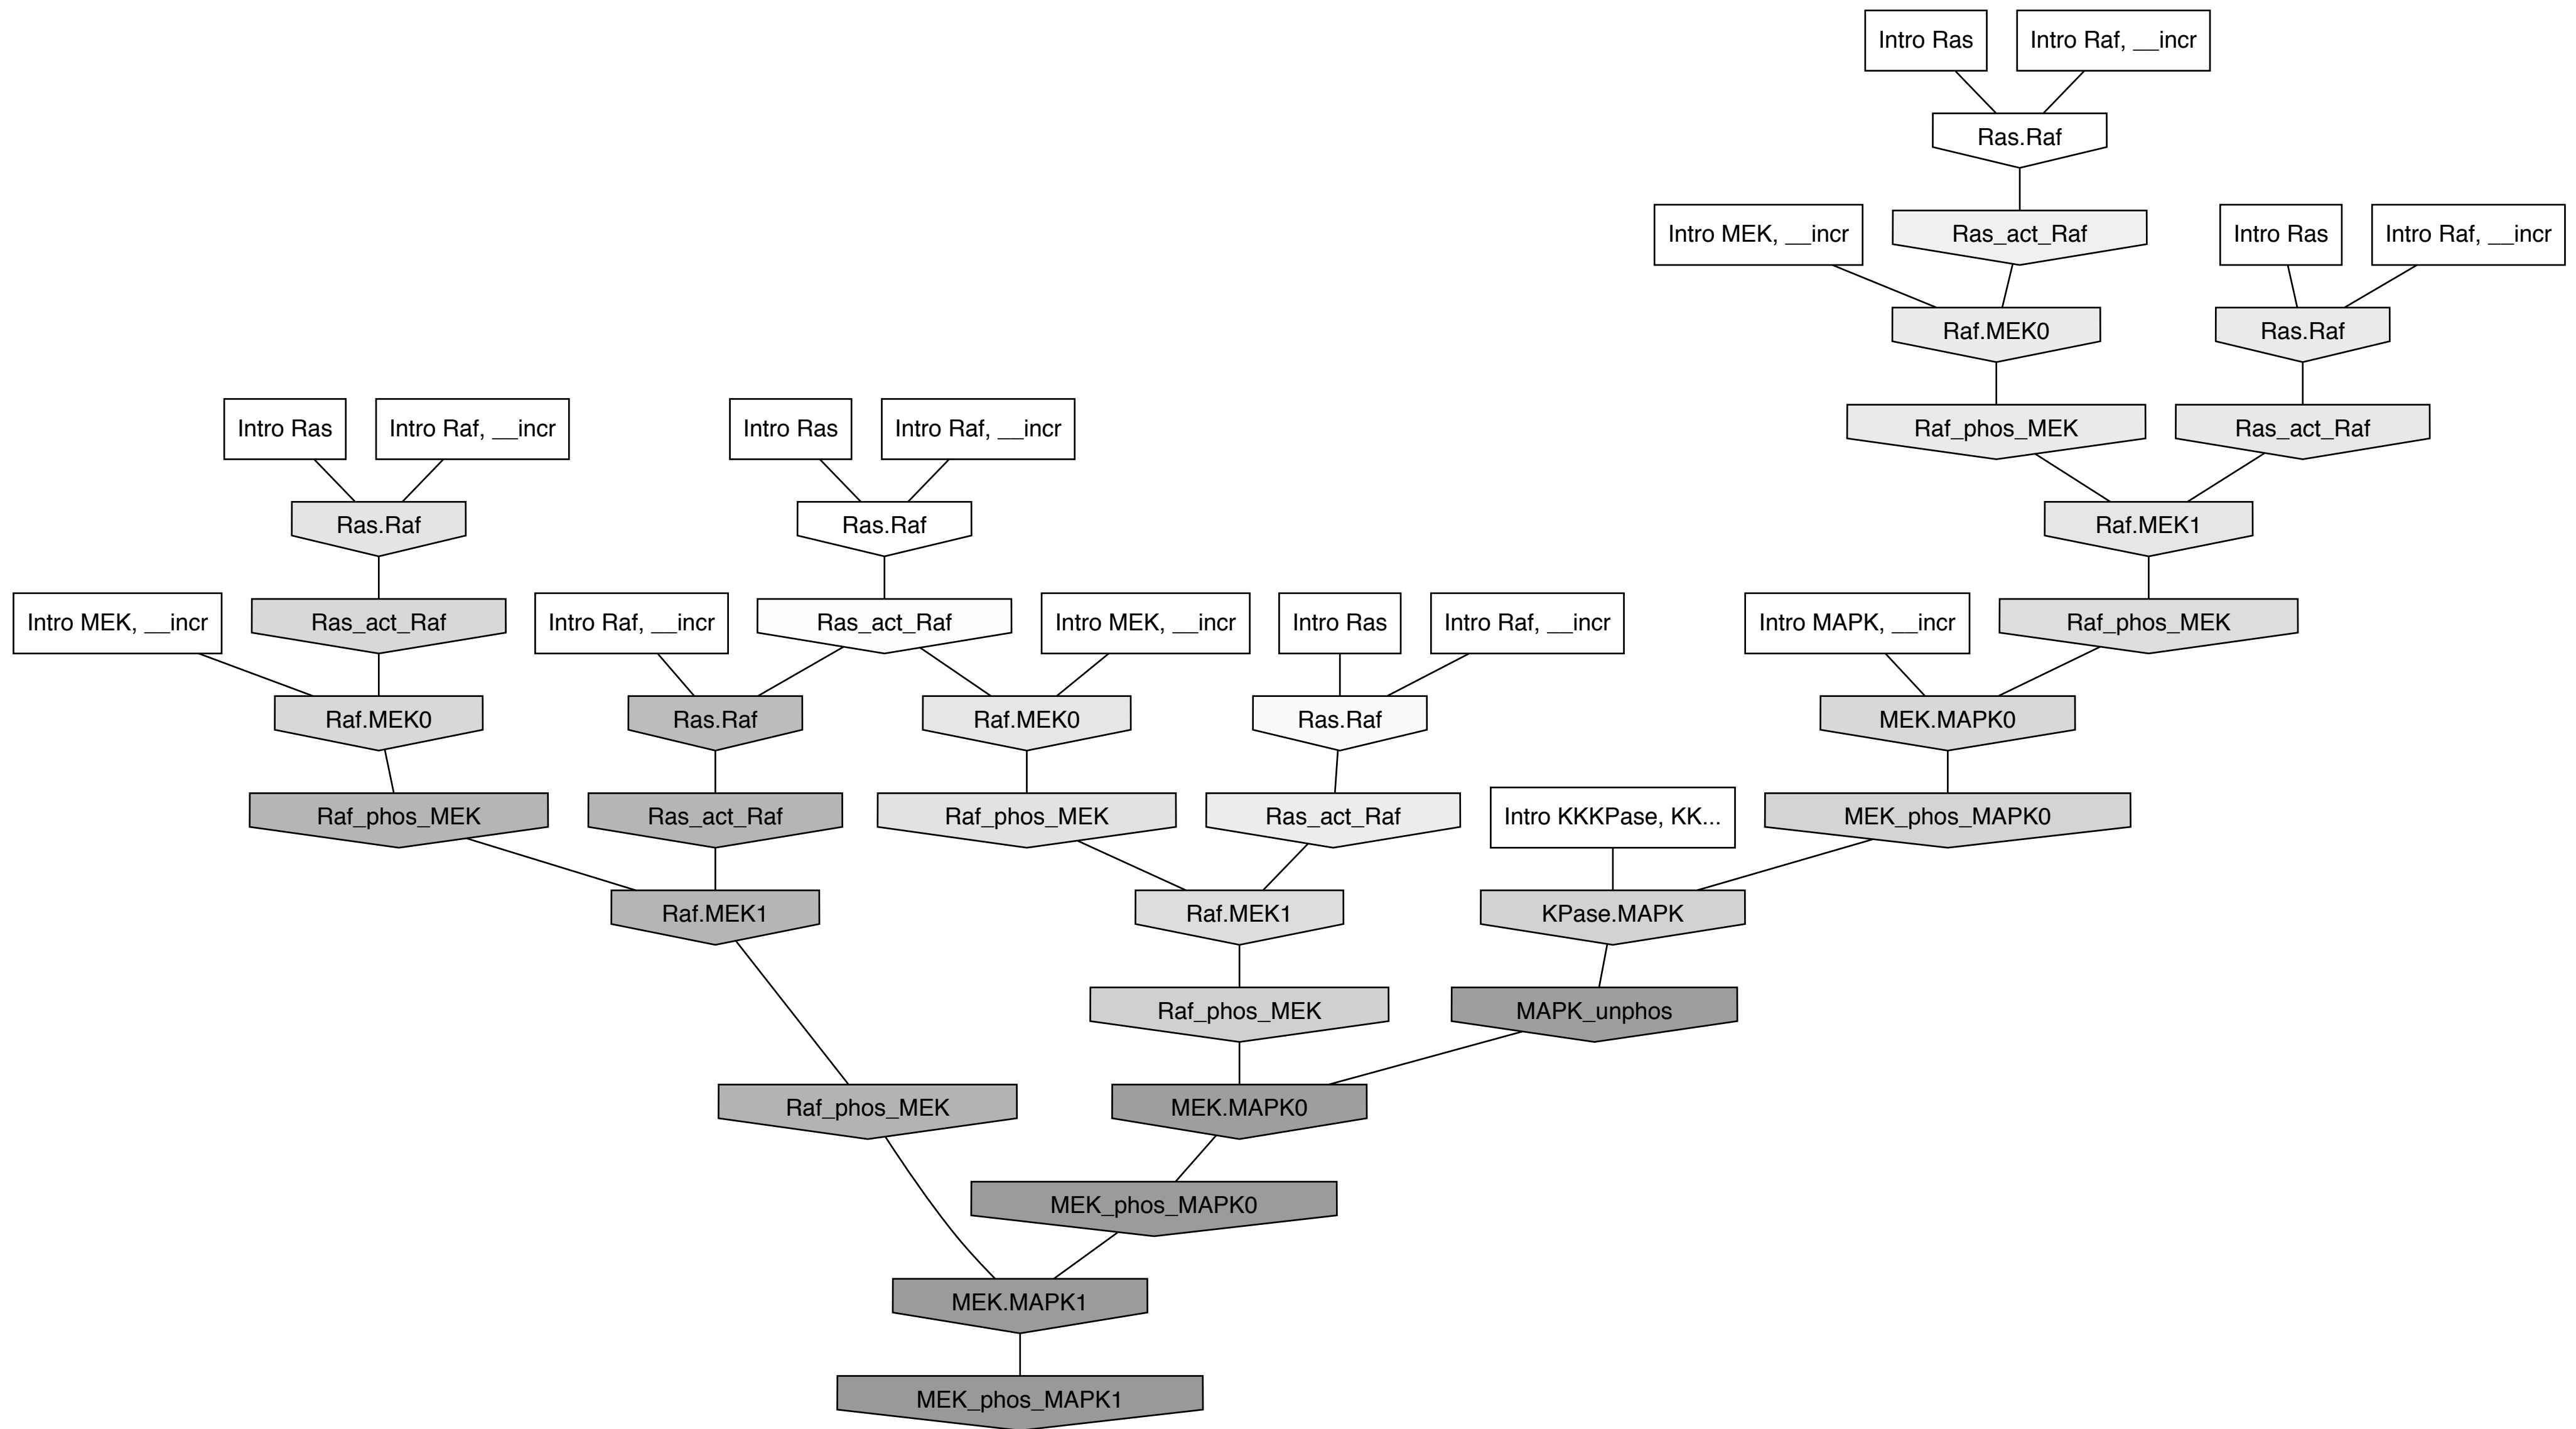 Intro Ras
Intro Raf, __incr
Ras.Raf
Intro MEK, __incr
Ras_act_Raf
Intro Ras
Intro Raf, __incr
Raf.MEK0
Ras.Raf
Intro Ras
Intro Raf, __incr
Intro Ras
Intro Raf, __incr
Raf_phos_MEK
Ras_act_Raf
Ras.Raf
Ras.Raf
Raf.MEK1
Intro MEK, __incr
Ras_act_Raf
Intro Raf, __incr
Ras_act_Raf
Intro MEK, __incr
Intro Ras
Intro Raf, __incr
Intro MAPK, __incr
Raf_phos_MEK
Raf.MEK0
Ras.Raf
Raf.MEK0
Ras.Raf
MEK.MAPK0
Raf_phos_MEK
Ras_act_Raf
Raf_phos_MEK
Ras_act_Raf
Intro KKKPase, KK...
MEK_phos_MAPK0
Raf.MEK1
Raf.MEK1
KPase.MAPK
Raf_phos_MEK
MAPK_unphos
Raf_phos_MEK
MEK.MAPK0
MEK_phos_MAPK0
MEK.MAPK1
MEK_phos_MAPK1